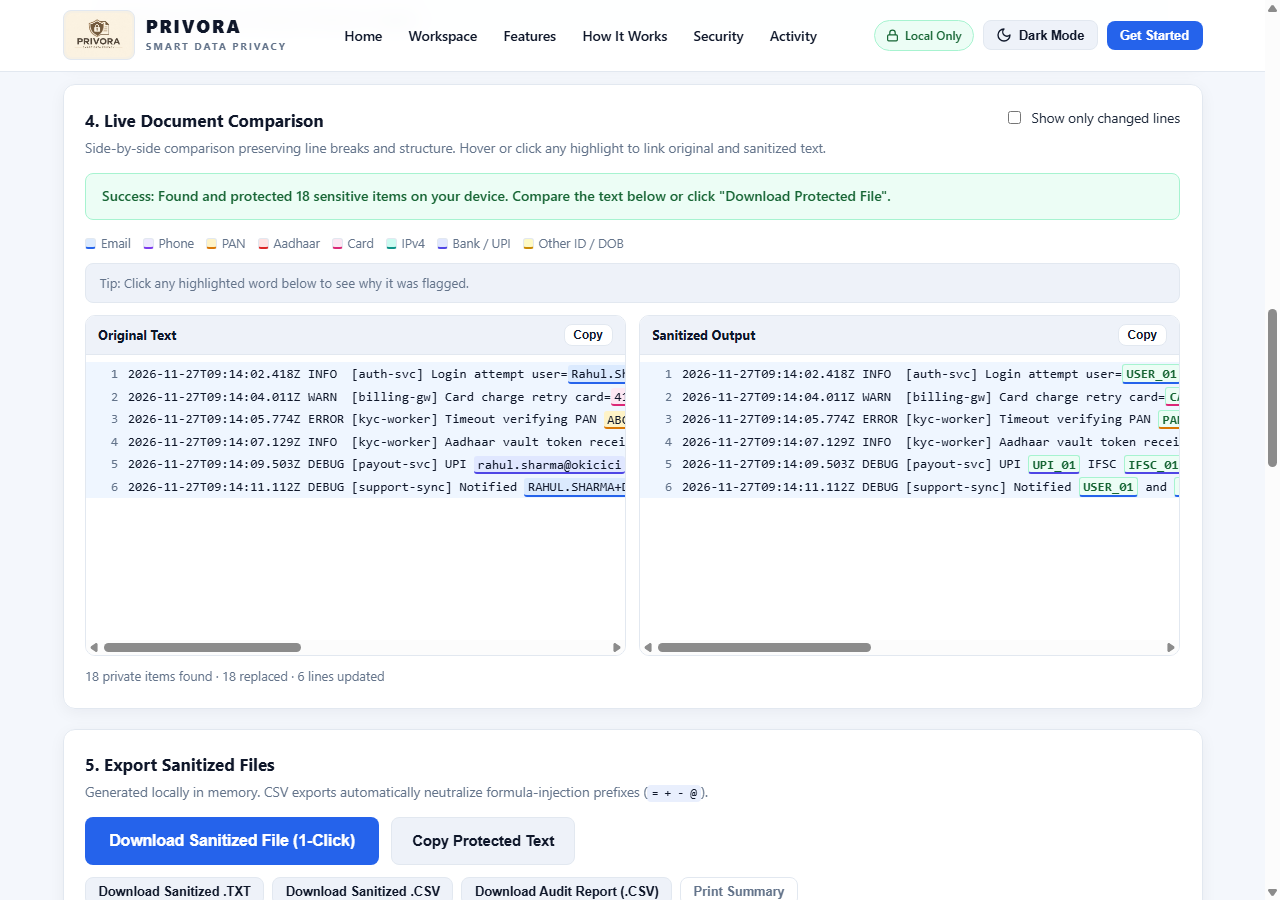 PRIVORA
PRIVORA
SMART DATA PRIVACY
Home
Workspace
Features
How It Works
Security
Activity
Local Only
Dark Mode
Get Started
4. Live Document Comparison
Show only changed lines
Side-by-side comparison preserving line breaks and structure. Hover or click any highlight to link original and sanitized text.
Success: Found and protected 18 sensitive items on your device. Compare the text below or click "Download Protected File".
Email Phone PAN Aadhaar Card IPv4 Bank / UPI Other ID / DOB
Tip: Click any highlighted word below to see why it was flagged.
Original Text
Copy
1 2026-11-27T09:14:02.418Z INFO [auth-svc] Login attempt user=Rahul.Sh
2 2026-11-27T09:14:04.011Z WARN [billing-gw] Card charge retry card=41
3 2026-11-27T09:14:05.774Z ERROR [kyc-worker] Timeout verifying PAN ABC
4 2026-11-27T09:14:07.129Z INFO [kyc-worker] Aadhaar vault token recei
5 2026-11-27T09:14:09.503Z DEBUG [payout-svc] UPI rahul.sharma@okicici
6 2026-11-27T09:14:11.112Z DEBUG [support-sync] Notified RAHUL.SHARMA+D
Sanitized Output
Copy
1 2026-11-27T09:14:02.418Z INFO [auth-svc] Login attempt user=USER_01
2 2026-11-27T09:14:04.011Z WARN [billing-gw] Card charge retry card=CA
3 2026-11-27T09:14:05.774Z ERROR [kyc-worker] Timeout verifying PAN PAN
4 2026-11-27T09:14:07.129Z INFO [kyc-worker] Aadhaar vault token recei
5 2026-11-27T09:14:09.503Z DEBUG [payout-svc] UPI UPI_01 IFSC IFSC_01
6 2026-11-27T09:14:11.112Z DEBUG [support-sync] Notified USER_01 and
18 private items found · 18 replaced · 6 lines updated
5. Export Sanitized Files
Generated locally in memory. CSV exports automatically neutralize formula-injection prefixes (= + - @).
Download Sanitized File (1-Click)
Copy Protected Text
Download Sanitized .TXT
Download Sanitized .CSV
Download Audit Report (.CSV)
Print Summary